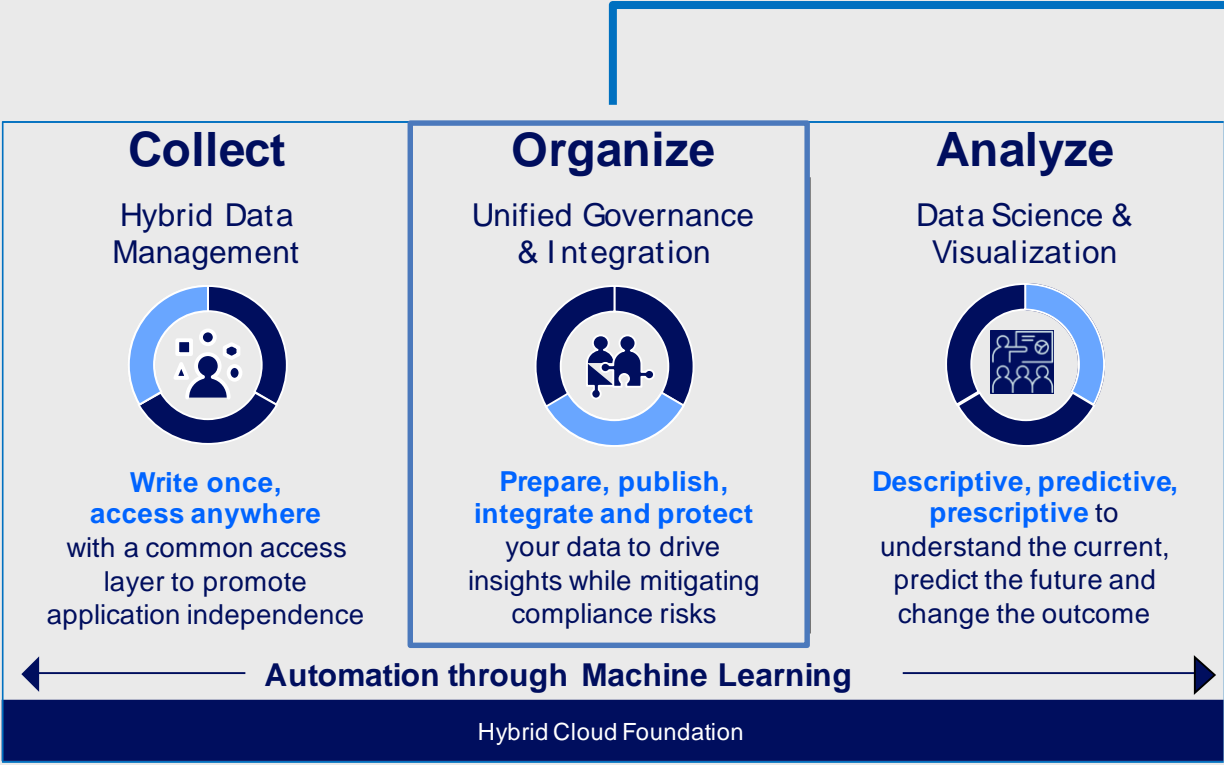 Collect
Hybrid Data
Management
Write once,
access anywhere
with a common access
layer to promote
application independence
Organize
Unified Governance
& Integration
Prepare, publish,
integrate and protect
your data to drive
insights while mitigating
compliance risks
Analyze
Data Science &
Visualization
Descriptive, predictive,
prescriptive to
understand the current,
predict the future and
change the outcome
Automation through Machine Learning
Hybrid Cloud Foundation